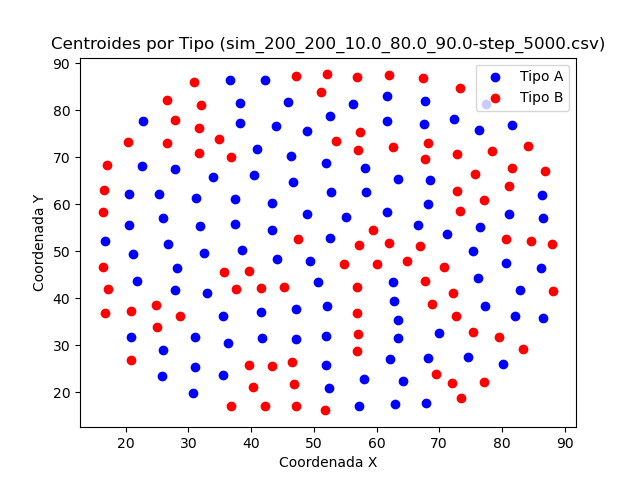 Centroides por Tipo (sim_200_200_10.0_80.0_90.0-step_5000.csv)
Tipo A
Tipo B
90
80
70
60
50
40
30
20
Coordenada Y
20 30 40 50 60 70 80 90
Coordenada X